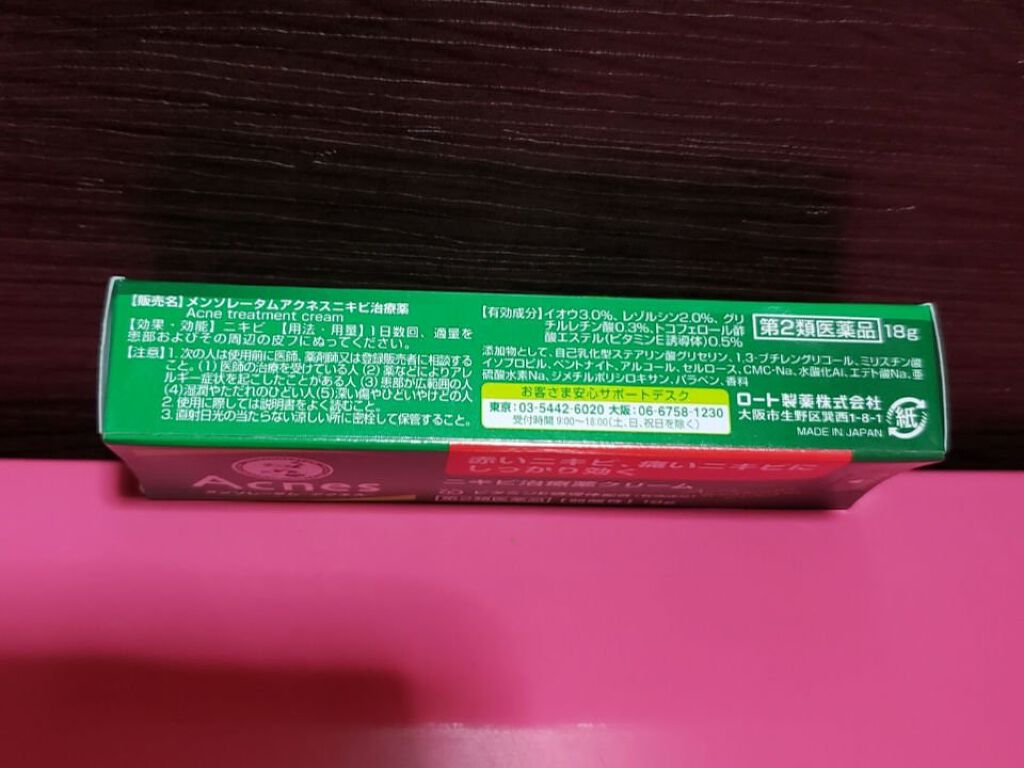 【販売名】メンソレータムアクネスニキビ治療薬
Acne treatment cream
【効果・効能】ニキビ 【用法・用量】1日数回、適量を
患部およびその周辺の皮フにぬってください。
【注意】1. 次の人は使用前に医師、薬剤師又は登録販売者に相談する
こと。(1) 医師の治療を受けている人 (2) 薬などによりアレ
ルギー症状を起こしたことがある人 (3) 患部が広範囲の人
(4) 湿潤やただれのひどい人 (5) 深い傷やひどいやけどの人
2. 使用に際しては説明書をよく読むこと。
3. 直射日光の当たらない涼しい所に密栓して保管すること。
【有効成分】イオウ3.0%、レゾルシン2.0%、グリ
チルレチン酸0.3%、トコフェロール酢
酸エステル(ビタミンE誘導体)0.5%
添加物として、自己乳化型ステアリン酸グリセリン、1,3-ブチレングリコール、ミリスチン酸
イソプロピル、ベントナイト、アルコール、セルロース、CMC-Na、水酸化Al、エデト酸Na、亜
硫酸水素Na、ジメチルポリシロキサン、パラベン、香料
お客さま安心サポートデスク
東京:03-5442-6020 大阪:06-6758-1230
受付時間 9:00〜18:00(土、日、祝日を除く)
第2類医薬品 18g
ロート製薬株式会社
大阪市生野区巽西1-8-1
MADE IN JAPAN
紙
赤いニキビ・痛いニキビに
しっかり効く
Acnes
メンソレータム アクネス
ニキビ治療薬クリーム